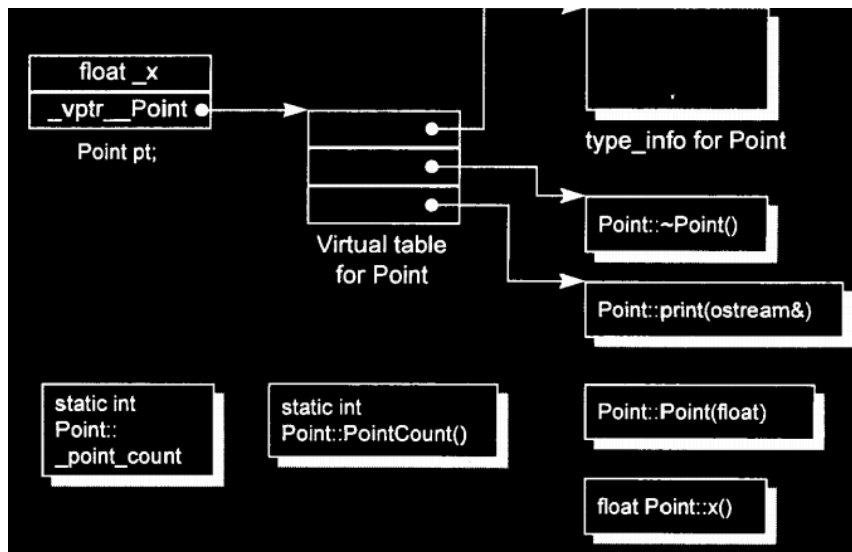 float _x
_vptr__Point
Point pt;
type_info for Point
Virtual table
for Point
Point::~Point()
Point::print(ostream&)
static int
Point::
_point_count
static int
Point::PointCount()
Point::Point(float)
float Point::x()